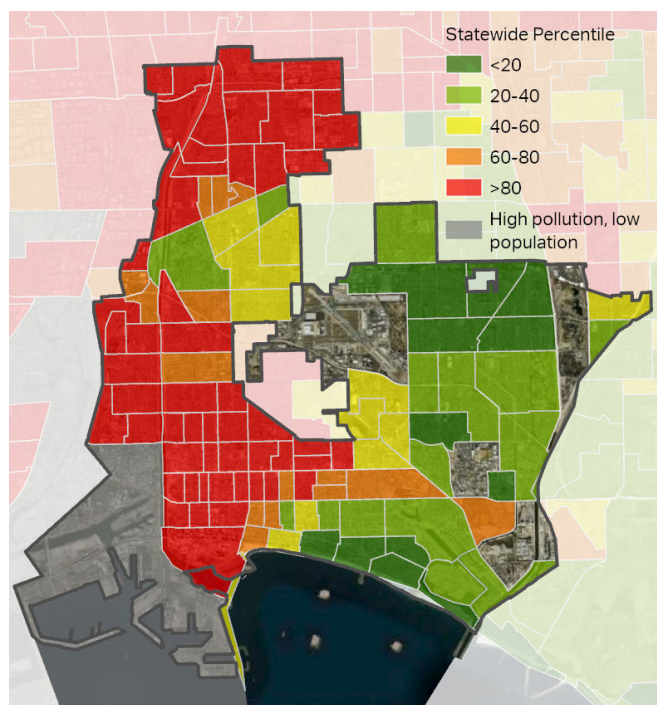 Statewide Percentile
<20
20-40
40-60
60-80
>80
High pollution, low
population